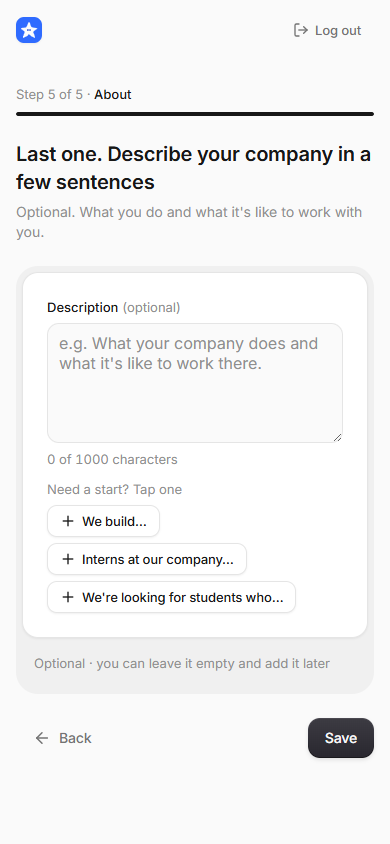 Log out
Step 5 of 5 · About
Last one. Describe your company in a
few sentences
Optional. What you do and what it's like to work with
you.
Description (optional)
e.g. What your company does and
what it's like to work there.
0 of 1000 characters
Need a start? Tap one
We build...
Interns at our company...
We're looking for students who...
Optional · you can leave it empty and add it later
Back
Save